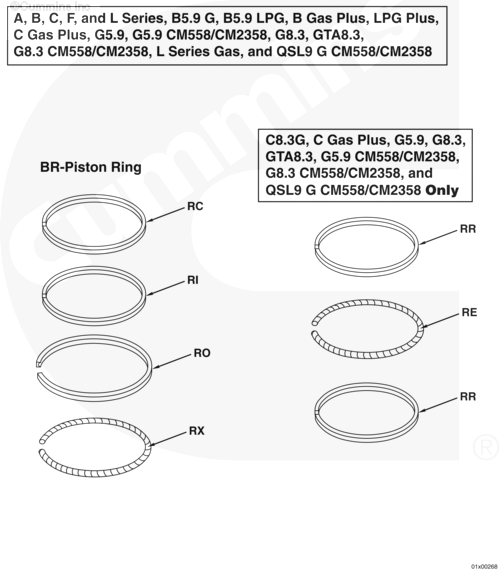 ©Cummins Inc
A, B, C, F, and L Series, B5.9 G, B5.9 LPG, B Gas Plus, LPG Plus,
C Gas Plus, G5.9, G5.9 CM558/CM2358, G8.3, GTA8.3,
G8.3 CM558/CM2358, L Series Gas, and QSL9 G CM558/CM2358
C8.3G, C Gas Plus, G5.9, G8.3,
GTA8.3, G5.9 CM558/CM2358,
G8.3 CM558/CM2358, and
QSL9 G CM558/CM2358 Only
BR-Piston Ring
RC
RI
RO
RX
RR
RE
RR
Cummins
®
01x00268